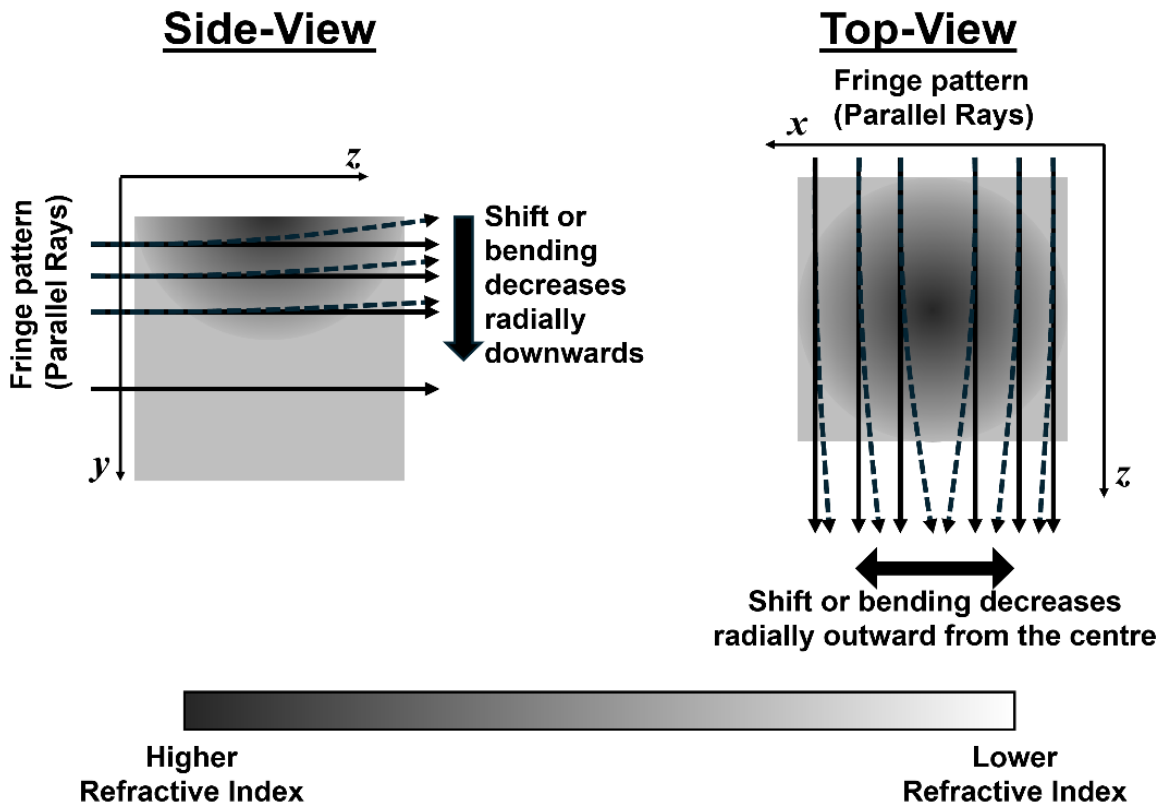 Side-View
z
Fringe pattern
(Parallel Rays)
y
Shift or
bending
decreases
radially
downwards
Top-View
Fringe pattern
(Parallel Rays)
x
z
Shift or bending decreases
radially outward from the centre
Higher
Refractive Index
Lower
Refractive Index